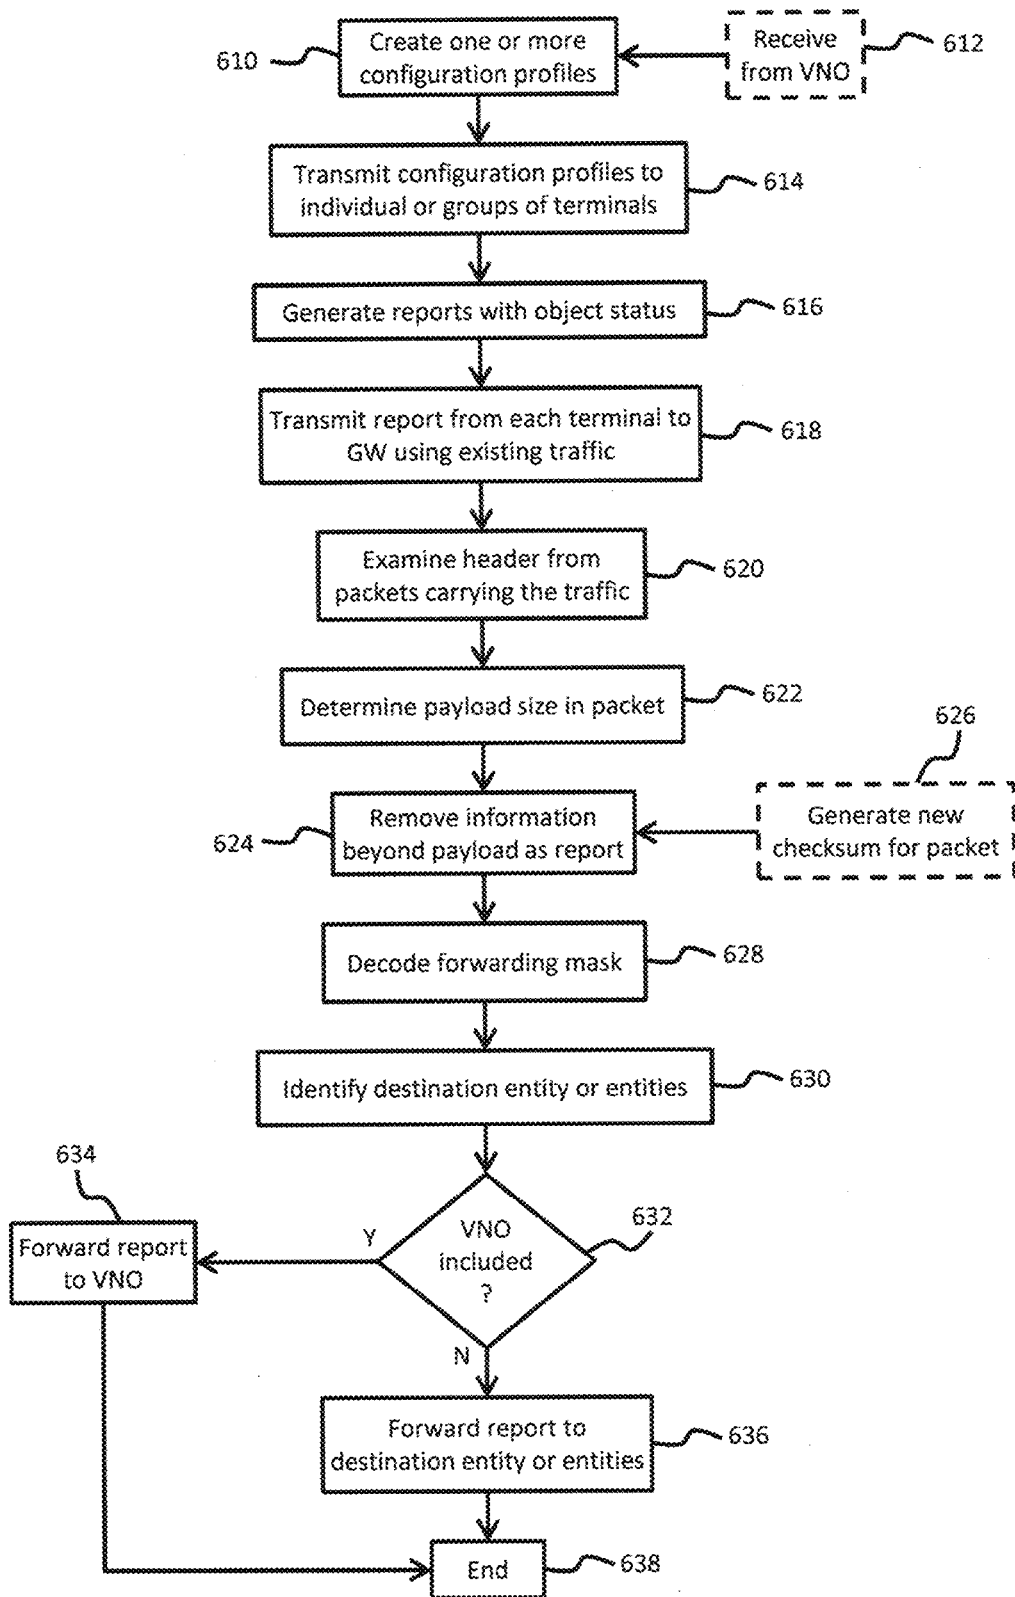 610
Create one or more
configuration profiles
Receive
from VNO
612
Transmit configuration profiles to
individual or groups of terminals
614
Generate reports with object status
616
Transmit report from each terminal to
GW using existing traffic
618
Examine header from
packets carrying the traffic
620
Determine payload size in packet
622
626
624
Remove information
beyond payload as report
Generate new
checksum for packet
Decode forwarding mask
628
Identify destination entity or entities
630
634
Forward report
to VNO
Y
VNO
included
?
632
N
Forward report to
destination entity or entities
636
End
638